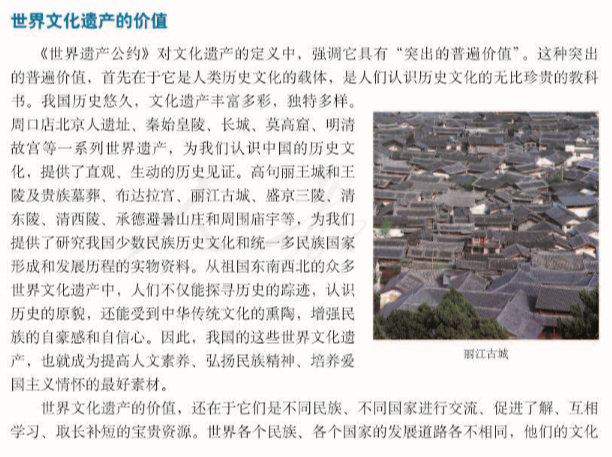 世界文化遗产的价值
《世界遗产公约》对文化遗产的定义中，强调它具有“突出的普遍价值”。这种突出
的普遍价值，首先在于它是人类历史文化的载体，是人们认识历史文化的无比珍贵的教科
书。我国历史悠久，文化遗产丰富多彩，独特多样。
周口店北京人遗址、秦始皇陵、长城、莫高窟、明清
故宫等一系列世界遗产，为我们认识中国的历史文
化，提供了直观、生动的历史见证。高句丽王城和王
陵及贵族墓葬、布达拉宫、丽江古城、盛京三陵、清
东陵、清西陵、承德避暑山庄和周围庙宇等，为我们
提供了研究我国少数民族历史文化和统一多民族国家
形成和发展历程的实物资料。从祖国东南西北的众多
世界文化遗产中，人们不仅能探寻历史的踪迹，认识
历史的原貌，还能受到中华传统文化的熏陶，增强民
族的自豪感和自信心。因此，我国的这些世界文化遗
产，也就成为提高人文素养、弘扬民族精神、培养爱
国主义情怀的最好素材。
丽江古城
世界文化遗产的价值，还在于它们是不同民族、不同国家进行交流、促进了解、互相
学习、取长补短的宝贵资源。世界各个民族、各个国家的发展道路各不相同，他们的文化